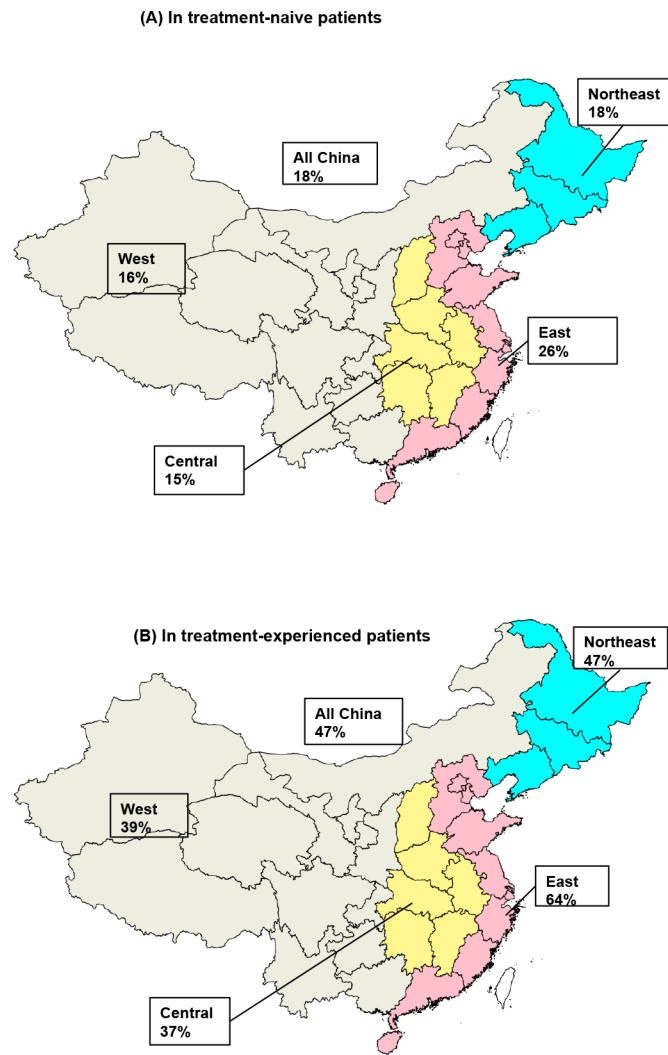 (A) In treatment-naive patients
Northeast
18%
All China
18%
West
16%
East
26%
Central
15%
(B) In treatment-experienced patients
Northeast
47%
All China
47%
West
39%
East
64%
Central
37%